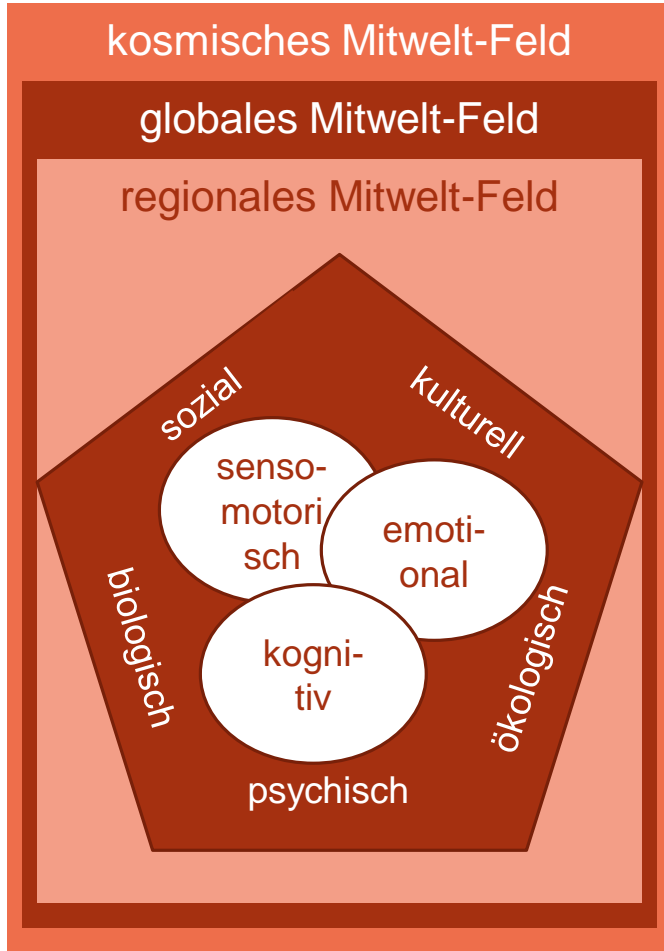 kosmisches Mitwelt-Feld
globales Mitwelt-Feld
regionales Mitwelt-Feld
sozial
kulturell
senso-
motori
sch
emoti-
onal
biologisch
ökologisch
kogni-
tiv
psychisch